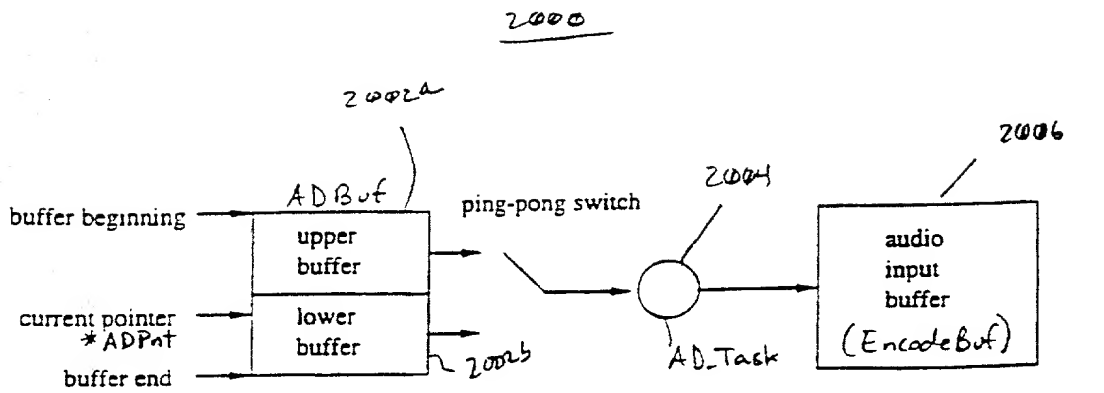 2000
2002a
2006
2004
ADBuf
ping-pong switch
buffer beginning
upper
buffer
audio
input
buffer
(EncodeBuf)
current pointer
*ADPnt
lower
buffer
2002b
AD_Task
buffer end